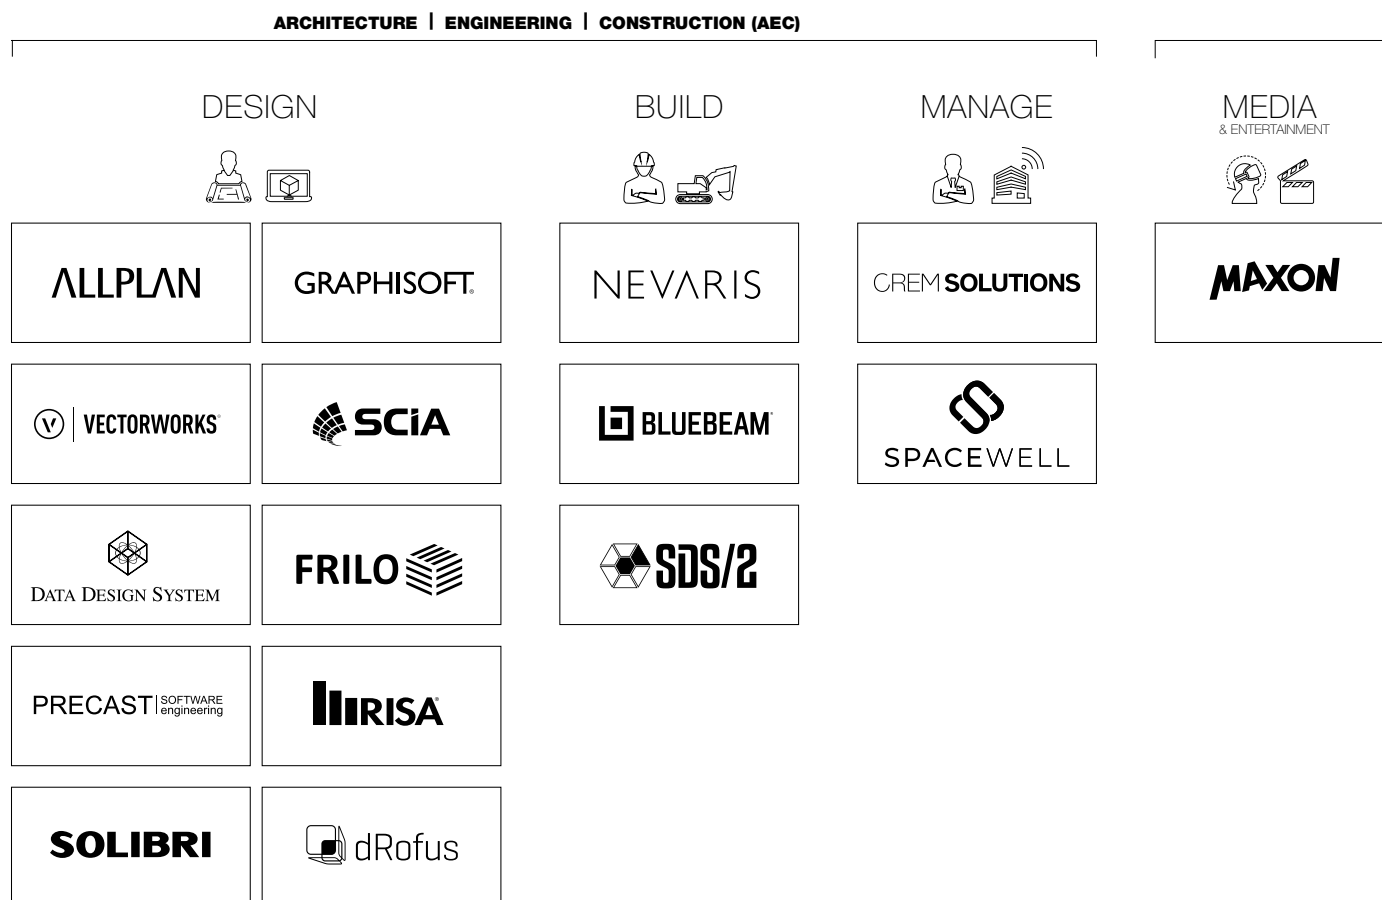 ARCHITECTURE | ENGINEERING | CONSTRUCTION (AEC)
DESIGN
BUILD
MANAGE
MEDIA
& ENTERTAINMENT
ALLPLAN
GRAPHISOFT®
NEVARIS
CREM SOLUTIONS
MAXON
V | VECTORWORKS®
SCiA
BLUEBEAM®
SPACEWELL
DATA DESIGN SYSTEM
FRILO
SDS/2
PRECAST | SOFTWARE
engineering
RISA®
SOLIBRI
dRofus